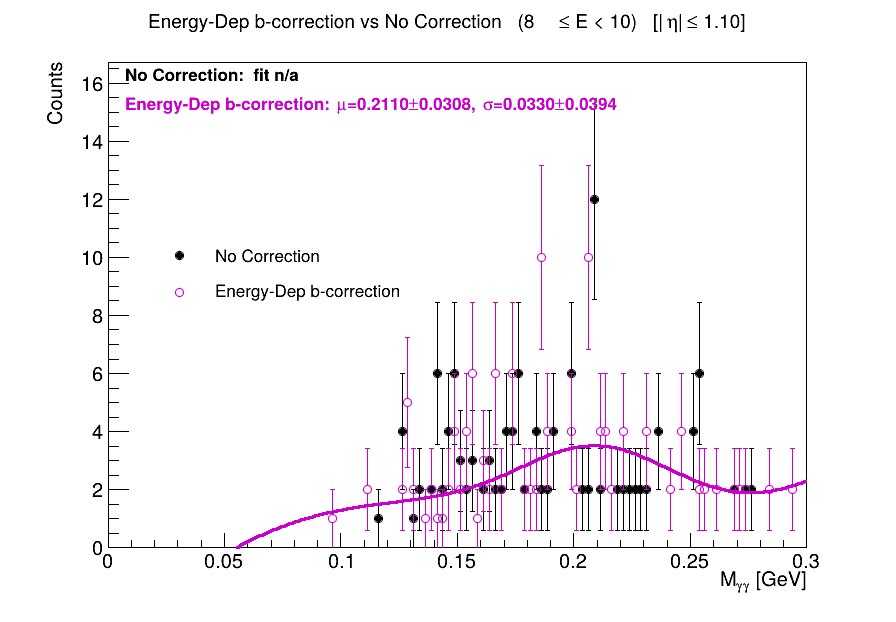 Energy-Dep b-correction vs No Correction (8 ≤ E < 10) [|η| ≤ 1.10]
Counts
No Correction: fit n/a
Energy-Dep b-correction: μ=0.2110±0.0308, σ=0.0330±0.0394
16
14
12
10
8
6
4
2
0
No Correction
Energy-Dep b-correction
0 0.05 0.1 0.15 0.2 0.25 0.3
Mγγ [GeV]